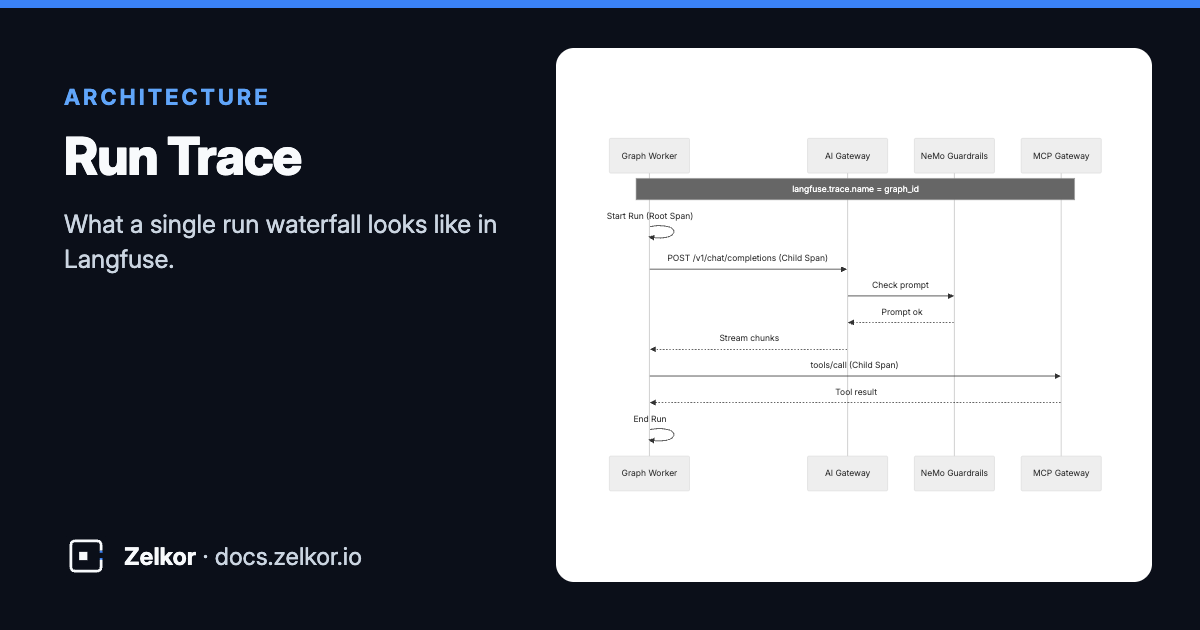 ARCHITECTURE
Run Trace
What a single run waterfall looks like in
Langfuse.
Zelkor · docs.zelkor.io
Graph Worker
AI Gateway
NeMo Guardrails
MCP Gateway
langfuse.trace.name = graph_id
Start Run (Root Span)
POST /v1/chat/completions (Child Span)
Check prompt
Prompt ok
Stream chunks
tools/call (Child Span)
Tool result
End Run
Graph Worker
AI Gateway
NeMo Guardrails
MCP Gateway